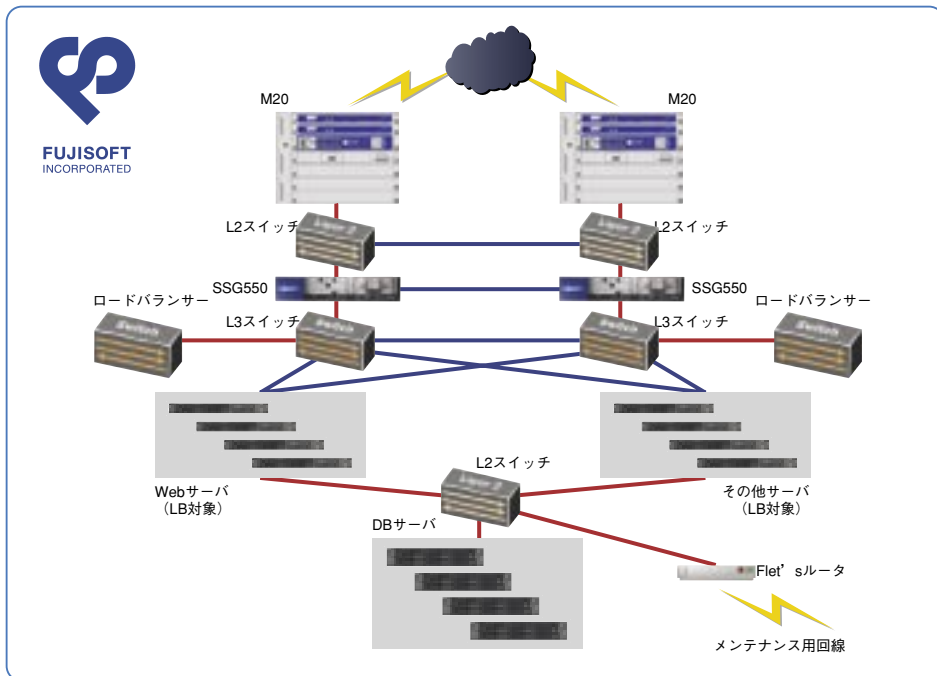 M20
M20
FUJISOFT
INCORPORATED
L2スイッチ
L2スイッチ
SSG550
SSG550
ロードバランサー
ロードバランサー
L3スイッチ
L3スイッチ
Switch
Switch
Switch
Switch
L2スイッチ
Webサーバ
（LB対象）
その他サーバ
（LB対象）
DBサーバ
Flet’sルータ
メンテナンス用回線